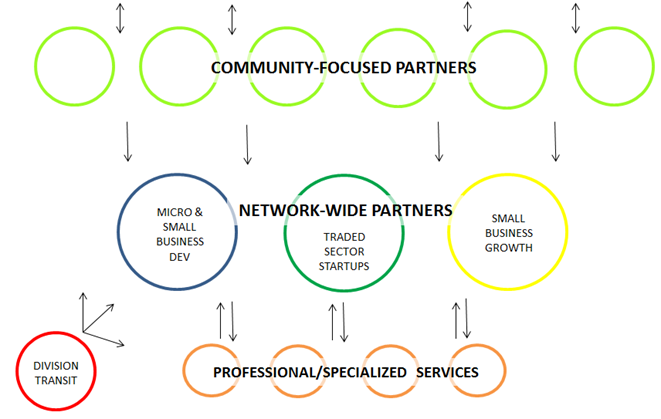 COMMUNITY-FOCUSED PARTNERS
NETWORK-WIDE PARTNERS
MICRO &
SMALL
BUSINESS
DEV
TRADED
SECTOR
STARTUPS
SMALL
BUSINESS
GROWTH
DIVISION
TRANSIT
PROFESSIONAL/SPECIALIZED SERVICES